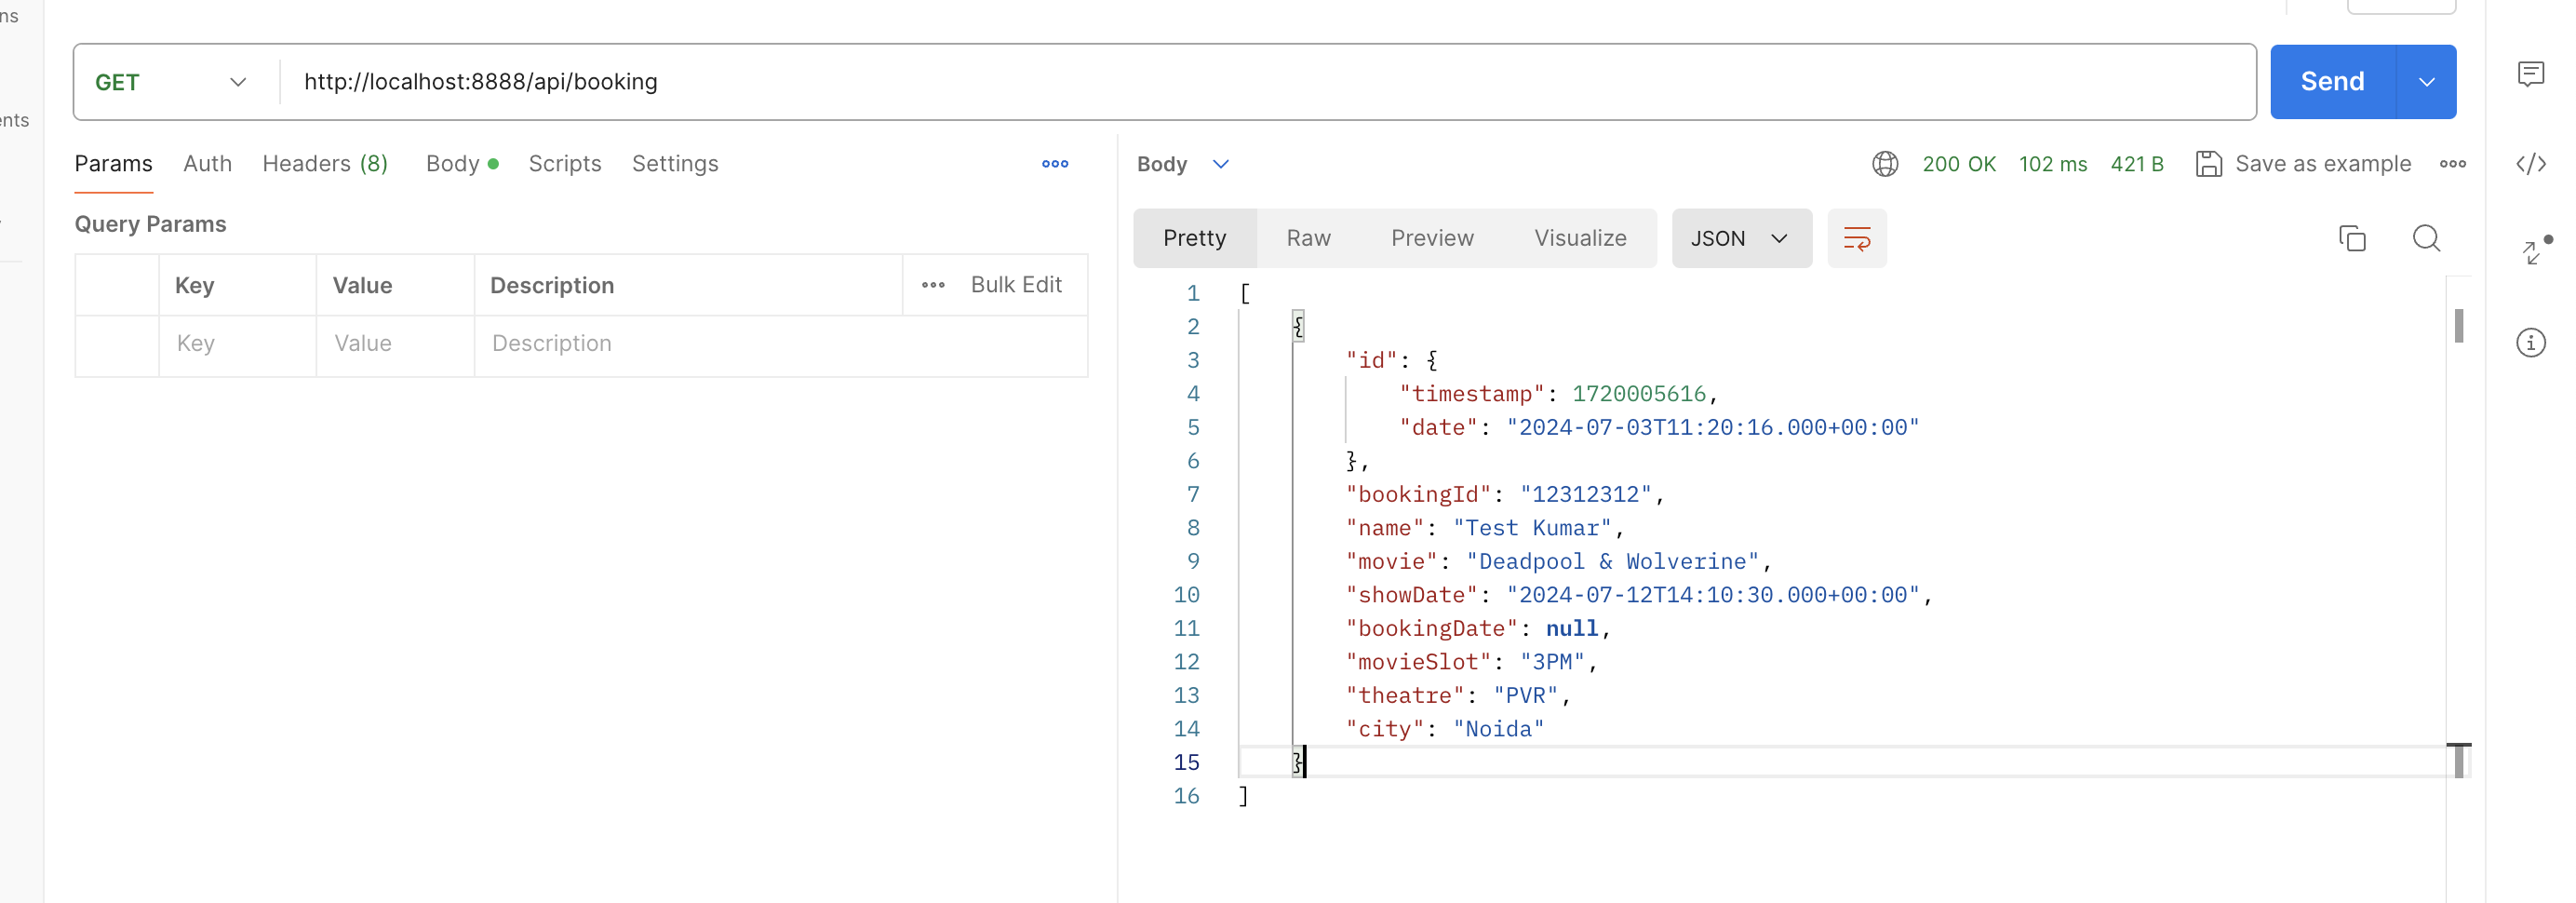 ns
ents
GET http://localhost:8888/api/booking Send
Params Auth Headers (8) Body Scripts Settings
Query Params
Key Value Description Bulk Edit
Key Value Description
Body 200 OK 102 ms 421 B Save as example
Pretty Raw Preview Visualize JSON
1 [
2 {
3 "id": {
4 "timestamp": 1720005616,
5 "date": "2024-07-03T11:20:16.000+00:00"
6 },
7 "bookingId": "12312312",
8 "name": "Test Kumar",
9 "movie": "Deadpool & Wolverine",
10 "showDate": "2024-07-12T14:10:30.000+00:00",
11 "bookingDate": null,
12 "movieSlot": "3PM",
13 "theatre": "PVR",
14 "city": "Noida"
15 }
16 ]